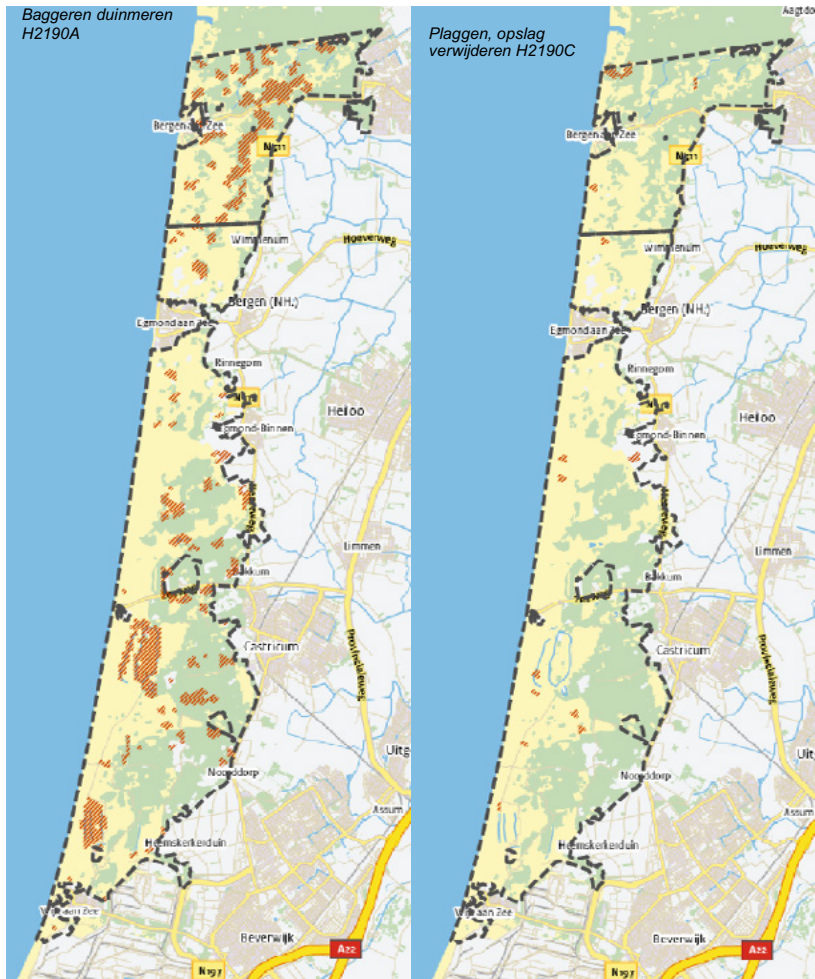 Baggeren duinmeren
H2190A
Bergen aan Zee
N511
Wimmenum
Hoeverweg
Bergen (NH.)
Egmond aan Zee
Rinnegom
Heiloo
Egmond-Binnen
Limmen
Bakkum
Castricum
Provincialeweg
Uitg
Noorddorp
Assum
Heemskerkerduin
Wijk aan Zee
Beverwijk
A22
N197
Plaggen, opslag
verwijderen H2190C
Aagtdor
Bergen aan Zee
N511
Wimmenum
Hoeverweg
Bergen (NH.)
Egmond aan Zee
Rinnegom
Heiloo
Egmond-Binnen
Limmen
Bakkum
Castricum
Provincialeweg
Uit
Noorddorp
Assum
Heemskerkerduin
Wijk aan Zee
Beverwijk
A22
N197